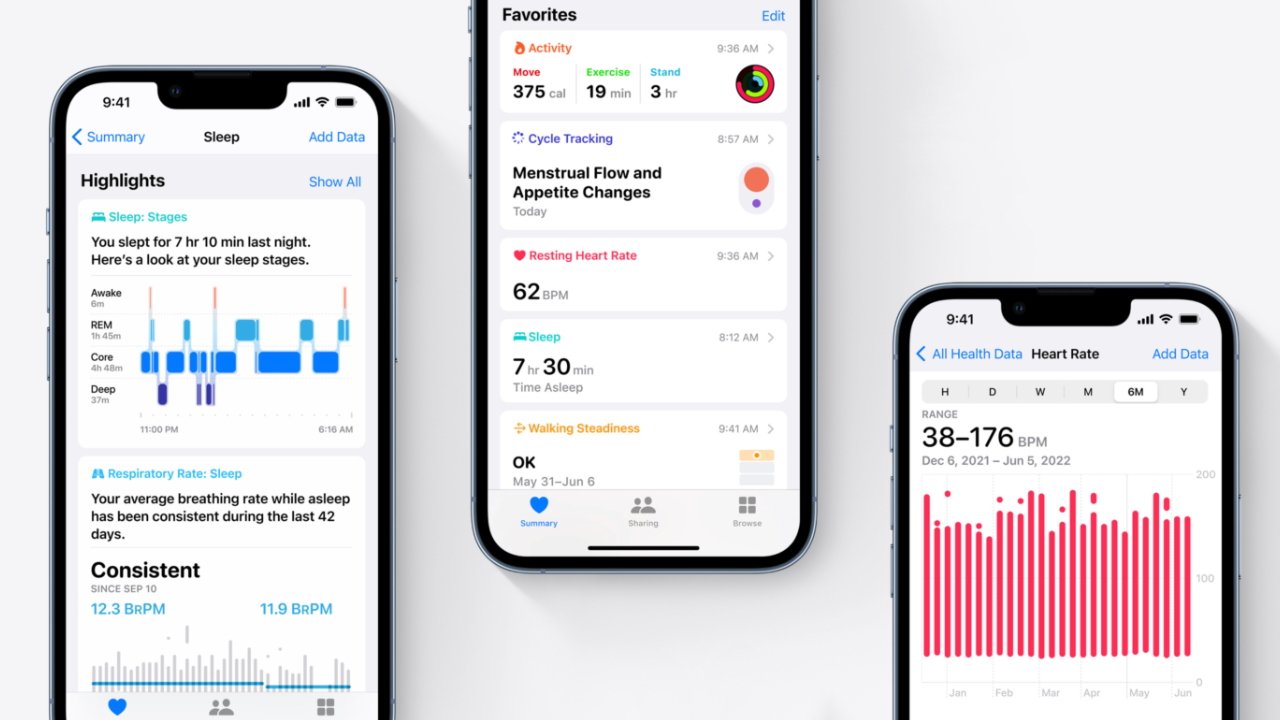 9:41
Summary
Sleep
Add Data
Highlights
Show All
Sleep: Stages
You slept for 7 hr 10 min last night.
Here's a look at your sleep stages.
Awake
6m
REM
1h 45m
Core
4h 48m
Deep
37m
11:00 PM
6:16 AM
Respiratory Rate: Sleep
Your average breathing rate while asleep
has been consistent during the last 42
days.
Consistent
SINCE SEP 10
12.3 BRPM
11.9 BRPM
Favorites
Edit
Activity
9:36 AM
Move
Exercise
Stand
375 cal
19 min
3 hr
Cycle Tracking
8:57 AM
Menstrual Flow and
Appetite Changes
Today
Resting Heart Rate
9:36 AM
62 BPM
Sleep
8:12 AM
7 hr 30 min
Time Asleep
Walking Steadiness
9:41 AM
OK
May 31–Jun 6
Summary
Sharing
Browse
9:41
All Health Data
Heart Rate
Add Data
H
D
W
M
6M
Y
RANGE
38–176 BPM
Dec 6, 2021 – Jun 5, 2022
200
100
0
Jan
Feb
Mar
Apr
May
Jun